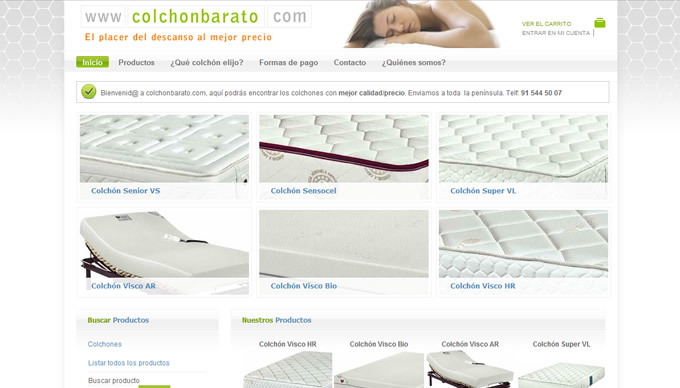 www colchonbarato com
El placer del descanso al mejor precio
VER EL CARRITO
ENTRAR EN MI CUENTA |
Inicio Productos ¿Qué colchón elijo? Formas de pago Contacto ¿Quiénes somos?
Bienvenid@ a colchonbarato.com, aquí podrás encontrar los colchones con mejor calidad/precio. Enviamos a toda la península. Telf: 91 544 50 07
Colchón Senior VS
Colchón Sensocel
Colchón Super VL
Colchón Visco AR
Colchón Visco Bio
Colchón Visco HR
Buscar Productos
Colchones
Listar todos los productos
Buscar producto
Nuestros Productos
Colchón Visco HR
Colchón Visco Bio
Colchón Visco AR
Colchón Super VL